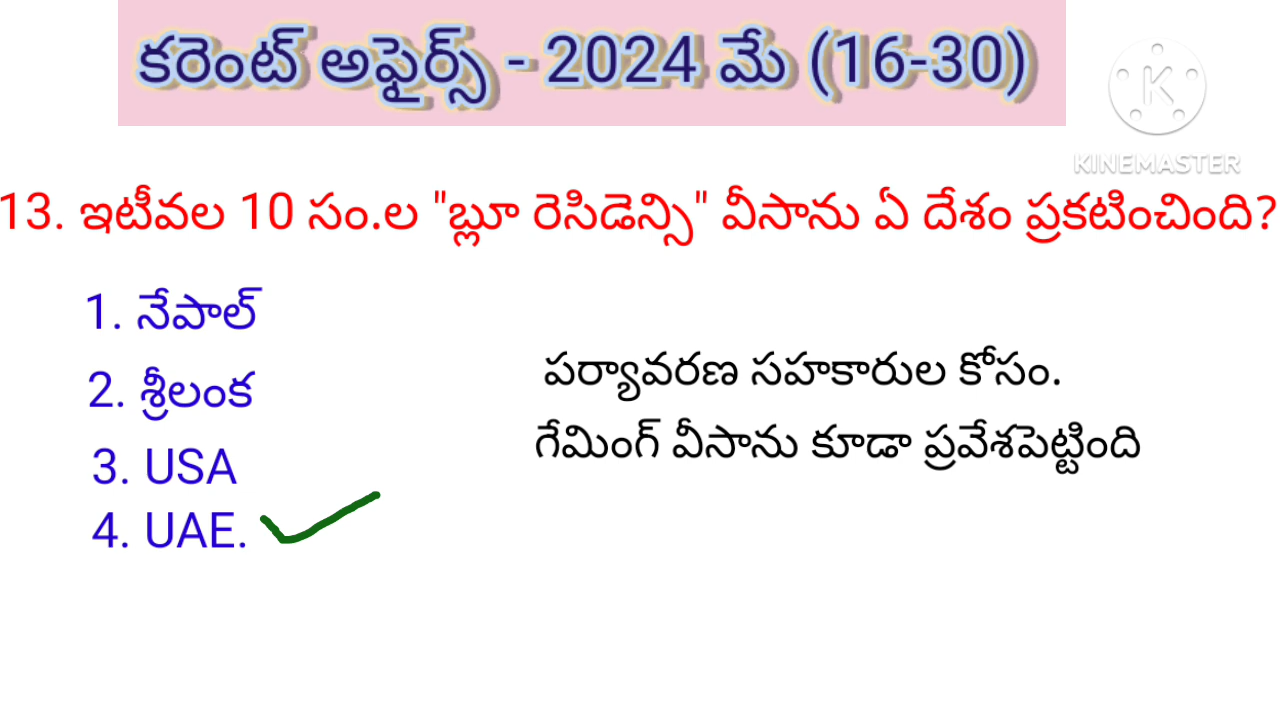 కరెంట్ అఫైర్స్ - 2024 మే (16-30)
KINEMASTER
13. ఇటీవల 10 సం.ల "బ్లూ రెసిడెన్సి" వీసాను ఏ దేశం ప్రకటించింది?
1. నేపాల్
2. శ్రీలంక
3. USA
4. UAE.
పర్యావరణ సహకారుల కోసం.
గేమింగ్ వీసాను కూడా ప్రవేశపెట్టింది